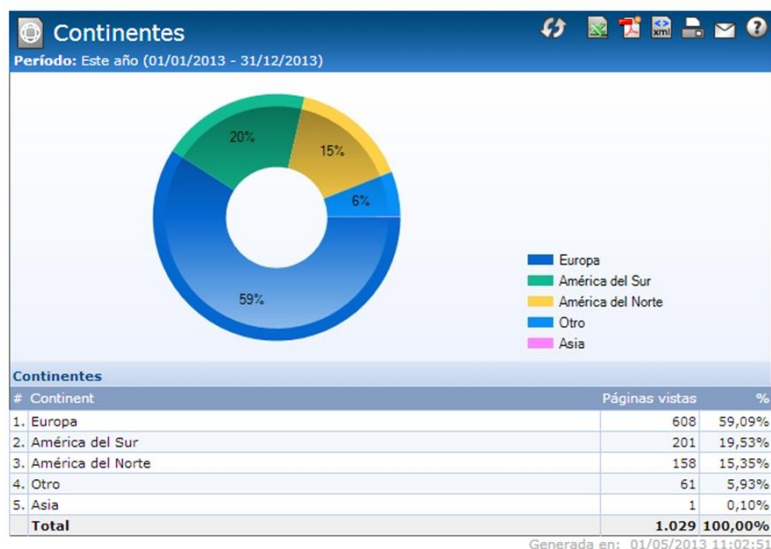 Continentes
xml
?
Período: Este año (01/01/2013 - 31/12/2013)
20%
15%
6%
59%
Europa
América del Sur
América del Norte
Otro
Asia
Continentes
# Continent Páginas vistas %
1. Europa 608 59,09%
2. América del Sur 201 19,53%
3. América del Norte 158 15,35%
4. Otro 61 5,93%
5. Asia 1 0,10%
Total 1.029 100,00%
Generada en: 01/05/2013 11:02:51